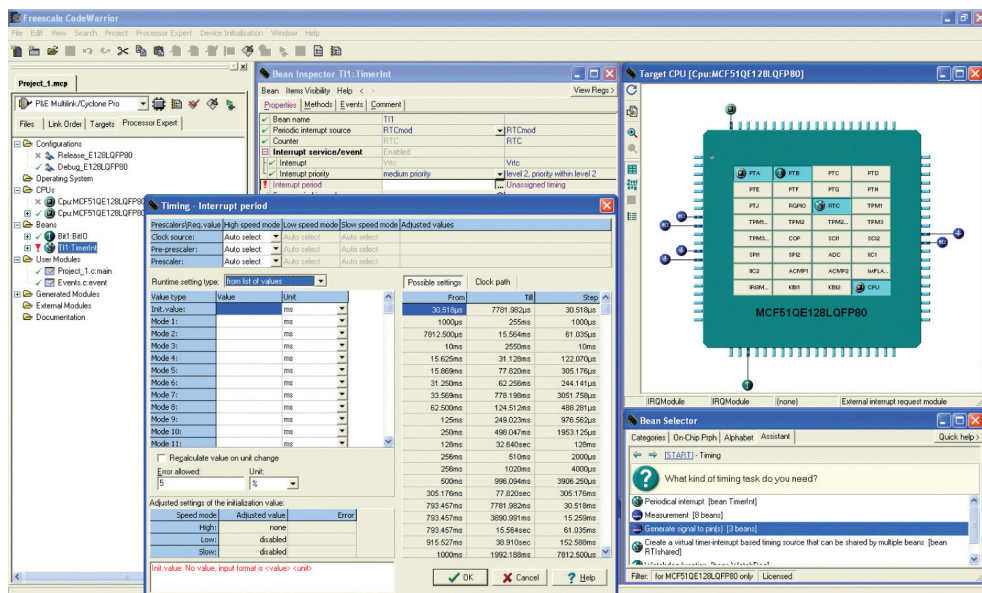 Freescale CodeWarrior
File Edit View Search Project Processor Expert Device Initialization Window Help
Project_1.mcp
P&E Multilink/Cyclone Pro
Files Link Order Targets Processor Expert
Configurations
Release_E128LQFP80
Debug_E128LQFP80
Operating System
CPUs
Cpu:MCF51QE128LQFP80
Cpu:MCF51QE128LQFP80
Beans
Bit1:BitIO
TI1:TimerInt
User Modules
Project_1.c:main
Events.c:event
Generated Modules
External Modules
Documentation
Bean Inspector TI1:TimerInt
Bean Items Visibility Help < > View Regs >
Properties Methods Events Comment
Bean name TI1
Periodic interrupt source RTCmod RTCmod
Counter RTC RTC
Interrupt service/event Enabled
Interrupt Vrtc Vrtc
Interrupt priority medium priority level 2, priority within level 2
Interrupt period ... Unassigned timing
Timing - Interrupt period
Prescalers\Req.value High speed mode Low speed mode Slow speed mode Adjusted values
Clock source: Auto select Auto select Auto select
Pre-prescaler: Auto select Auto select Auto select
Prescaler: Auto select Auto select Auto select
Runtime setting type: from list of values
Value type Value Unit
Init.value: ms
Mode 1: ms
Mode 2: ms
Mode 3: ms
Mode 4: ms
Mode 5: ms
Mode 6: ms
Mode 7: ms
Mode 8: ms
Mode 9: ms
Mode 10: ms
Mode 11: ms
Recalculate value on unit change
Error allowed: Unit:
5 %
Adjusted settings of the initialization value:
Speed mode Adjusted value Error
High: none
Low: disabled
Slow: disabled
Init.value: No value, input format is <value> <unit>
Possible settings Clock path
From Till Step
30.518µs 7781.982µs 30.518µs
1000µs 255ms 1000µs
7812.500µs 15.564ms 61.035µs
10ms 2550ms 10ms
15.625ms 31.128ms 122.070µs
15.869ms 77.820ms 305.176µs
31.250ms 62.256ms 244.141µs
33.569ms 778.198ms 3051.758µs
62.500ms 124.512ms 488.281µs
125ms 249.023ms 976.562µs
250ms 498.047ms 1953.125µs
128ms 32.640sec 128ms
256ms 510ms 2000µs
256ms 1020ms 4000µs
500ms 996.094ms 3906.250µs
305.176ms 77.820sec 305.176ms
793.457ms 7781.982ms 30.518ms
793.457ms 3890.991ms 15.259ms
793.457ms 15.564sec 61.035ms
915.527ms 38.910sec 152.588ms
1000ms 1992.188ms 7812.500µs
OK Cancel Help
Target CPU [Cpu:MCF51QE128LQFP80]
PTA PTB PTC PTD
PTE PTF PTG PTH
PTJ RGPIO RTC TPM1
TPM1... TPM2 TPM2... TPM3
TPM3... COP SCI1 SCI2
SPI1 SPI2 ADC IIC1
IIC2 ACMP1 ACMP2 IwFLA...
IRQM... KBI1 KBI2 CPU
MCF51QE128LQFP80
IRQModule IRQModule (none) External interrupt request module
Bean Selector
Categories On-Chip Prph Alphabet Assistant Quick help >
[START] - Timing
What kind of timing task do you need?
Periodical interrupt [bean TimerInt]
Measurement [8 beans]
Generate signal to pin(s) [3 beans]
Create a virtual timer-interrupt based timing source that can be shared by multiple beans [bean
RTIshared]
Filter: for MCF51QE128LQFP80 only Licensed